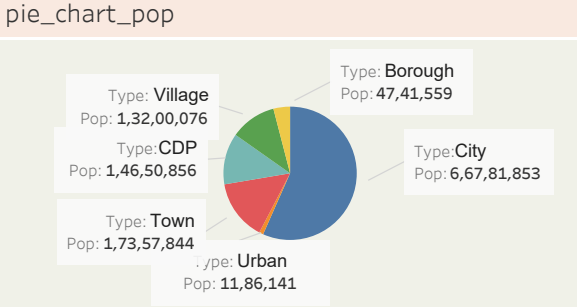 pie_chart_pop
Type: Borough
Pop: 47,41,559
Type: Village
Pop: 1,32,00,076
Type:CDP
Pop: 1,46,50,856
Type:City
Pop: 6,67,81,853
Type: Town
Pop: 1,73,57,844
Type: Urban
Pop: 11,86,141